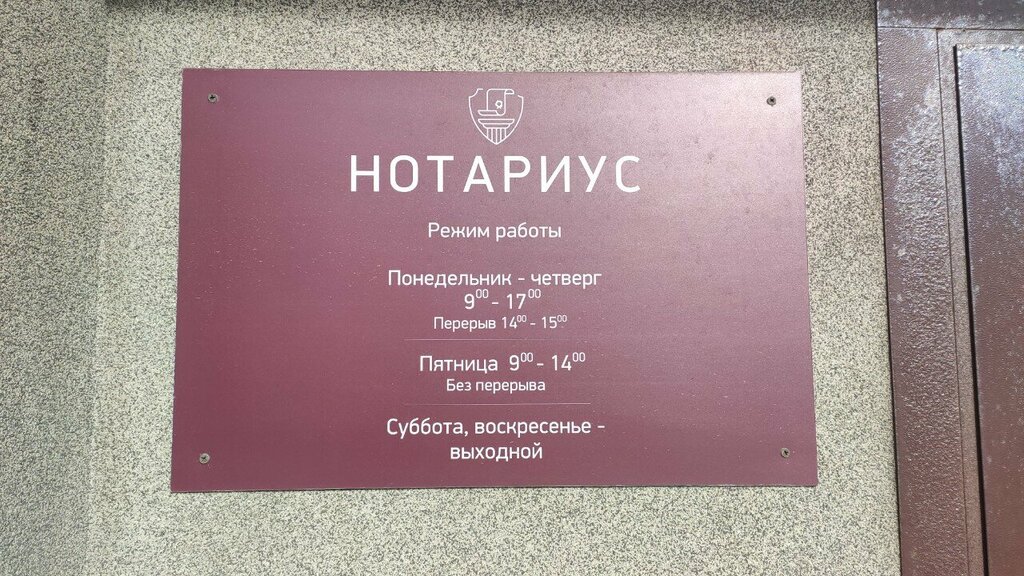 НОТАРИУС
Режим работы
Понедельник - четверг
9⁰⁰ - 17⁰⁰
Перерыв 14⁰⁰ - 15⁰⁰
Пятница 9⁰⁰ - 14⁰⁰
Без перерыва
Суббота, воскресенье -
выходной